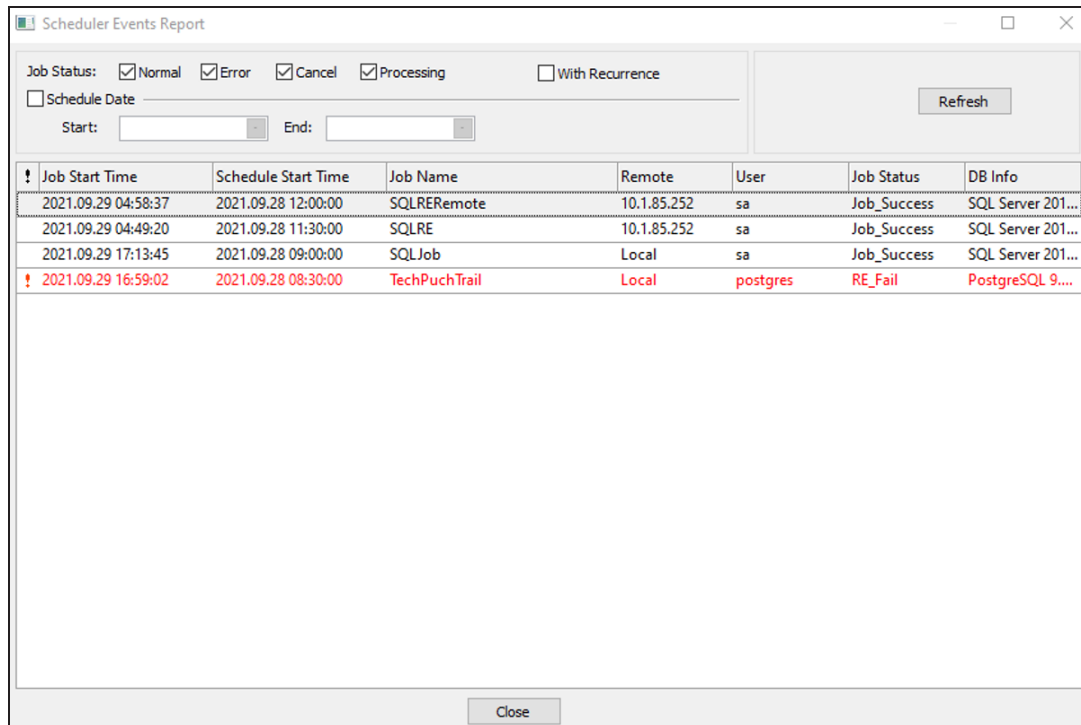 Scheduler Events Report
Job Status: Normal Error Cancel Processing With Recurrence
Schedule Date
Refresh
Start: End:
! Job Start Time Schedule Start Time Job Name Remote User Job Status DB Info
2021.09.29 04:58:37 2021.09.28 12:00:00 SQLRERemote 10.1.85.252 sa Job_Success SQL Server 201...
2021.09.29 04:49:20 2021.09.28 11:30:00 SQLRE 10.1.85.252 sa Job_Success SQL Server 201...
2021.09.29 17:13:45 2021.09.28 09:00:00 SQLJob Local sa Job_Success SQL Server 201...
! 2021.09.29 16:59:02 2021.09.28 08:30:00 TechPuchTrail Local postgres RE_Fail PostgreSQL 9....
Close